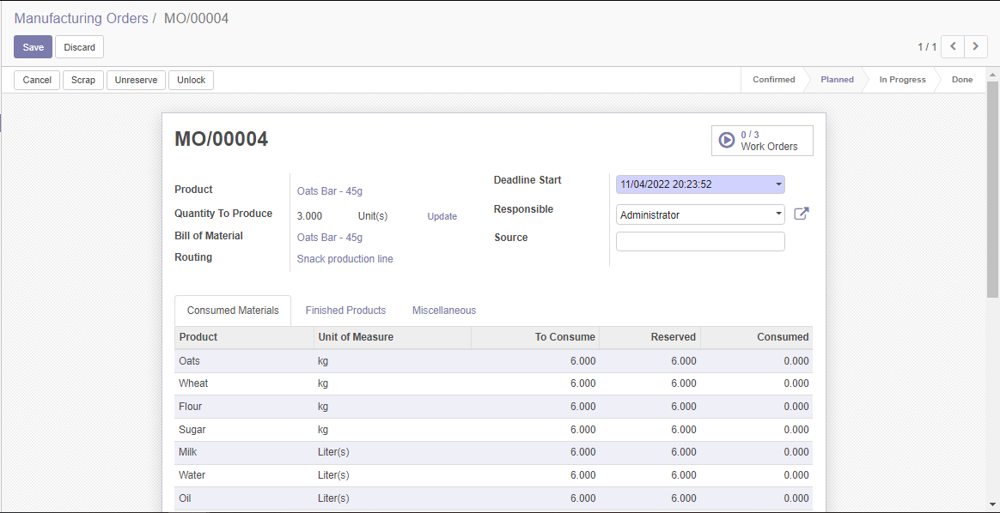 Manufacturing Orders / MO/00004
Save Discard 1 / 1
Cancel Scrap Unreserve Unlock Confirmed Planned In Progress Done
MO/00004
0 / 3
Work Orders
Product Oats Bar - 45g
Quantity To Produce 3.000 Unit(s) Update
Bill of Material Oats Bar - 45g
Routing Snack production line
Deadline Start 11/04/2022 20:23:52
Responsible Administrator
Source
Consumed Materials Finished Products Miscellaneous
Product Unit of Measure To Consume Reserved Consumed
Oats kg 6.000 6.000 0.000
Wheat kg 6.000 6.000 0.000
Flour kg 6.000 6.000 0.000
Sugar kg 6.000 6.000 0.000
Milk Liter(s) 6.000 6.000 0.000
Water Liter(s) 6.000 6.000 0.000
Oil Liter(s) 6.000 6.000 0.000